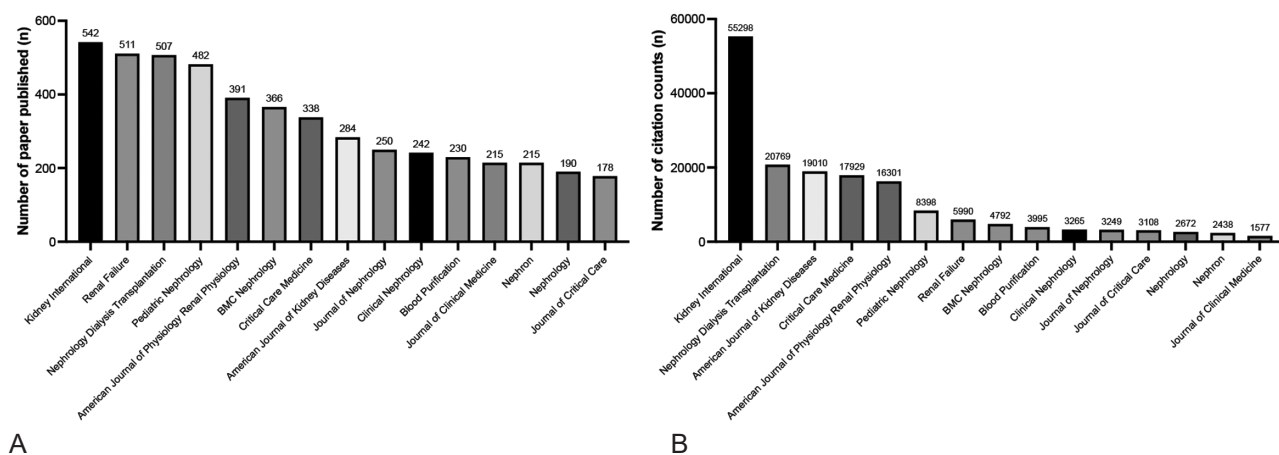 Number of paper published (n)
600
400
200
0
542
511
507
482
391
366
338
284
250
242
230
215
215
190
178
Kidney International
Renal Failure
Nephrology Dialysis Transplantation
Pediatric Nephrology
American Journal of Physiology Renal Physiology
BMC Nephrology
Critical Care Medicine
American Journal of Kidney Diseases
Journal of Nephrology
Clinical Nephrology
Blood Purification
Journal of Clinical Medicine
Nephron
Nephrology
Journal of Critical Care
A
Number of citation counts (n)
60000
40000
20000
0
55298
20769
19010
17929
16301
8398
5990
4792
3995
3265
3249
3108
2672
2438
1577
Kidney International
Nephrology Dialysis Transplantation
American Journal of Kidney Diseases
Critical Care Medicine
American Journal of Physiology Renal Physiology
Pediatric Nephrology
Renal Failure
BMC Nephrology
Blood Purification
Clinical Nephrology
Journal of Nephrology
Journal of Critical Care
Nephrology
Nephron
Journal of Clinical Medicine
B